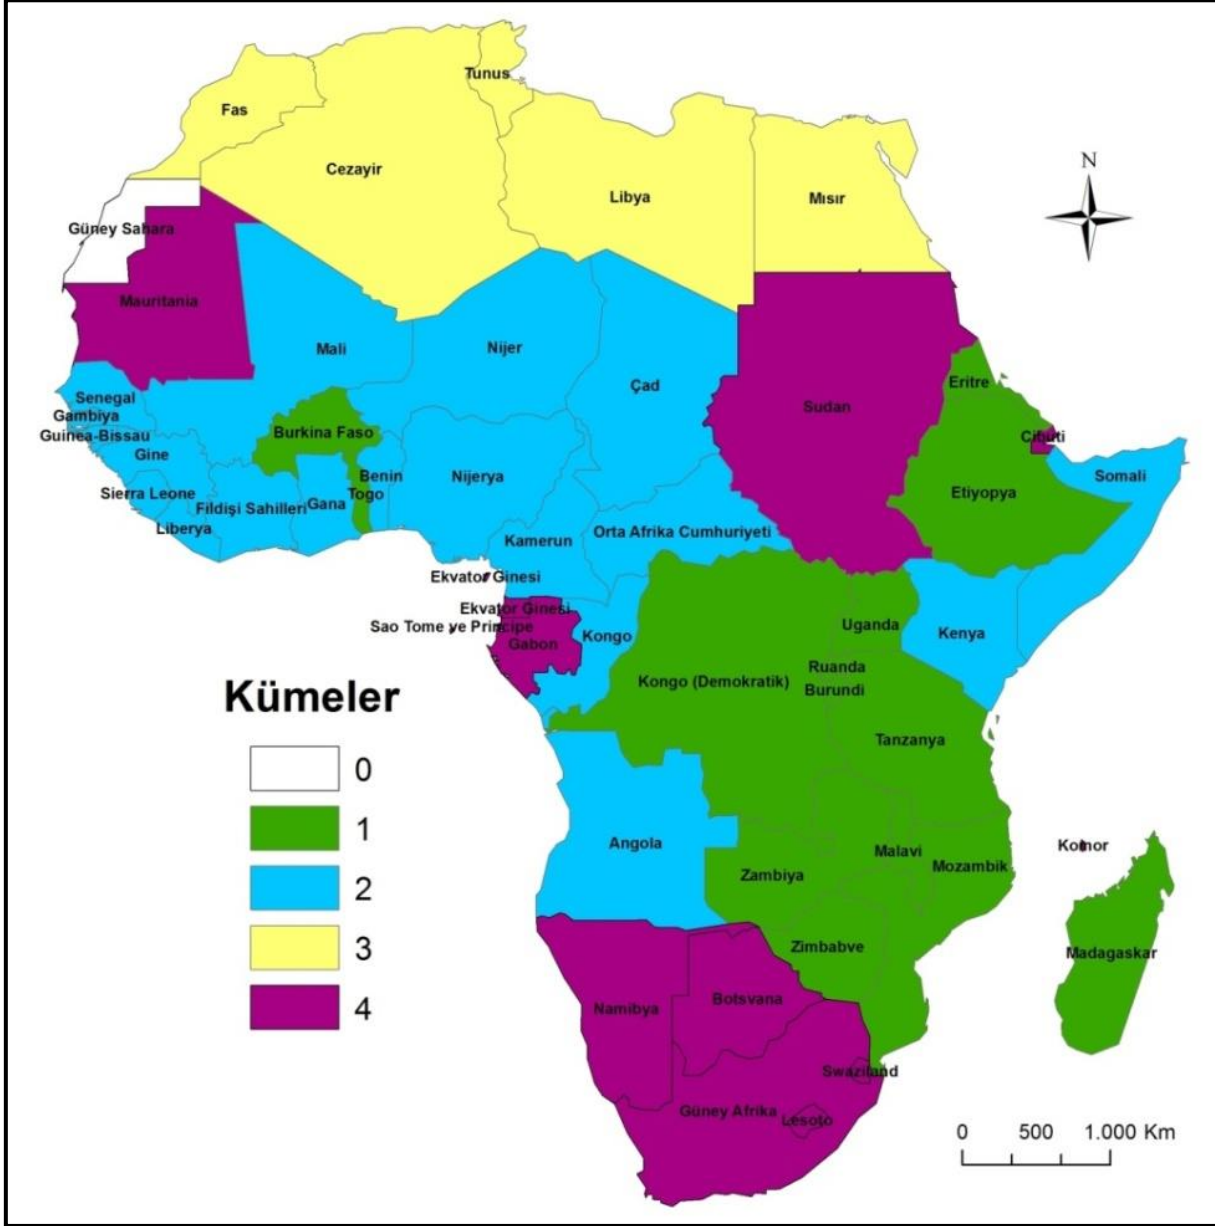 Tunus
Fas
Cezayir
N
Libya
Mısır
Güney Sahara
Mauritania
Mali
Nijer
Çad
Eritre
Senegal
Sudan
Gambiya
Guinea-Bissau
Burkina Faso
Cibuti
Gine
Benin
Nijerya
Somali
Sierra Leone
Togo
Etiyopya
Fildişi Sahilleri
Gana
Liberya
Orta Afrika Cumhuriyeti
Kamerun
Ekvator Ginesi
Ekvator Ginesi
Sao Tome ve Principe
Uganda
Gabon
Kongo
Kenya
Ruanda
Kongo (Demokratik)
Burundi
Tanzanya
Kümeler
0
1
2
3
4
Angola
Komor
Malavi
Mozambik
Zambiya
Zimbabve
Madagaskar
Botsvana
Namibya
Swaziland
Güney Afrika
Lesoto
0 500 1.000 Km